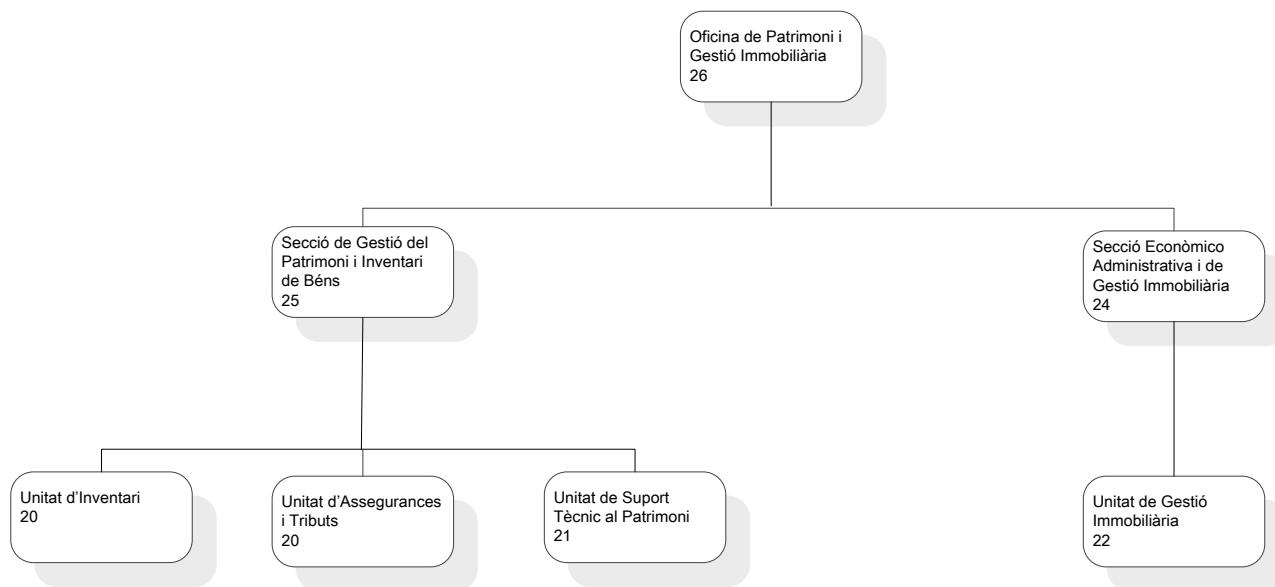 Oficina de Patrimoni i
Gestió Immobiliària
26
Secció de Gestió del
Patrimoni i Inventari
de Béns
25
Secció Econòmico
Administrativa i de
Gestió Immobiliària
24
Unitat d’Inventari
20
Unitat d’Assegurances
i Tributs
20
Unitat de Suport
Tècnic al Patrimoni
21
Unitat de Gestió
Immobiliària
22